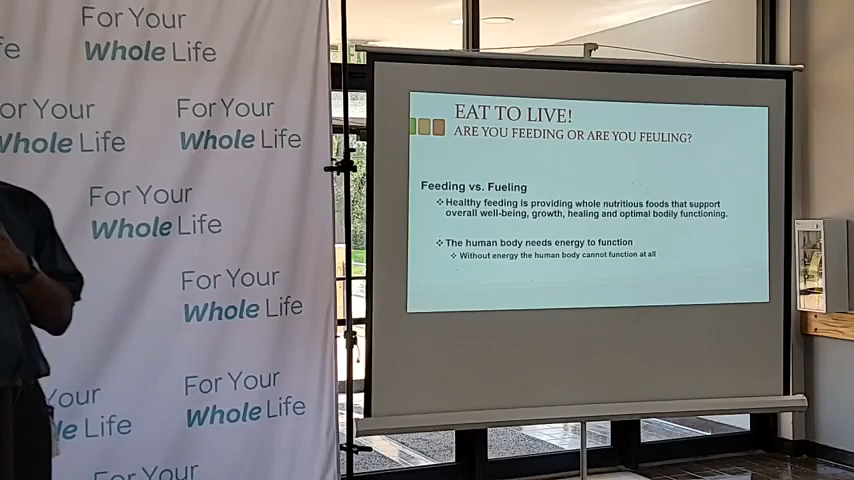 For Your
Whole Life
fe
or Your
Whole Life
For Your
Whole Life
For Your
Whole Life
For Your
Whole Life
For Your
Whole Life
Your
le Life
For Your
EAT TO LIVE!
ARE YOU FEEDING OR ARE YOU FEULING?
Feeding vs. Fueling
❖ Healthy feeding is providing whole nutritious foods that support
overall well-being, growth, healing and optimal bodily functioning.
❖ The human body needs energy to function
❖ Without energy the human body cannot function at all